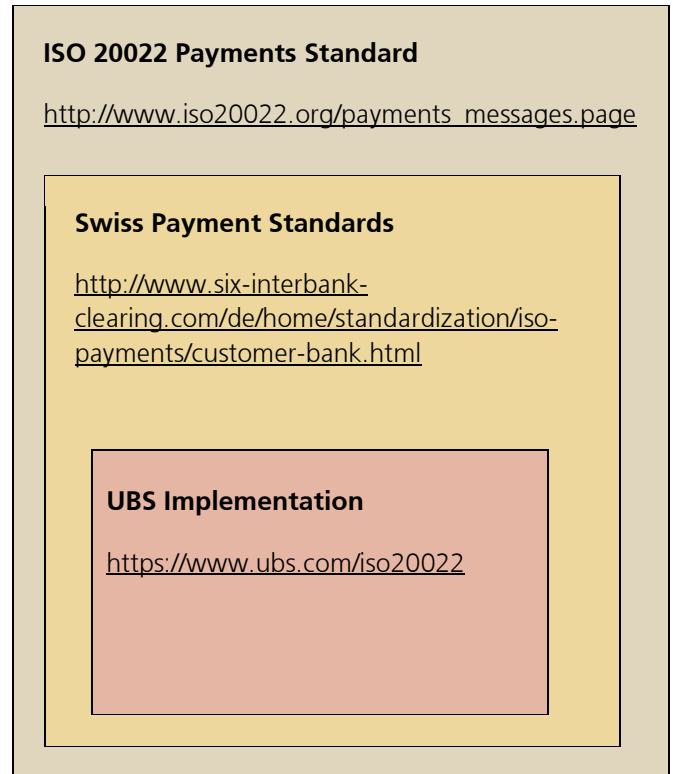 ISO 20022 Payments Standard
http://www.iso20022.org/payments_messages.page
Swiss Payment Standards
http://www.six-interbank-
clearing.com/de/home/standardization/iso-
payments/customer-bank.html
UBS Implementation
https://www.ubs.com/iso20022